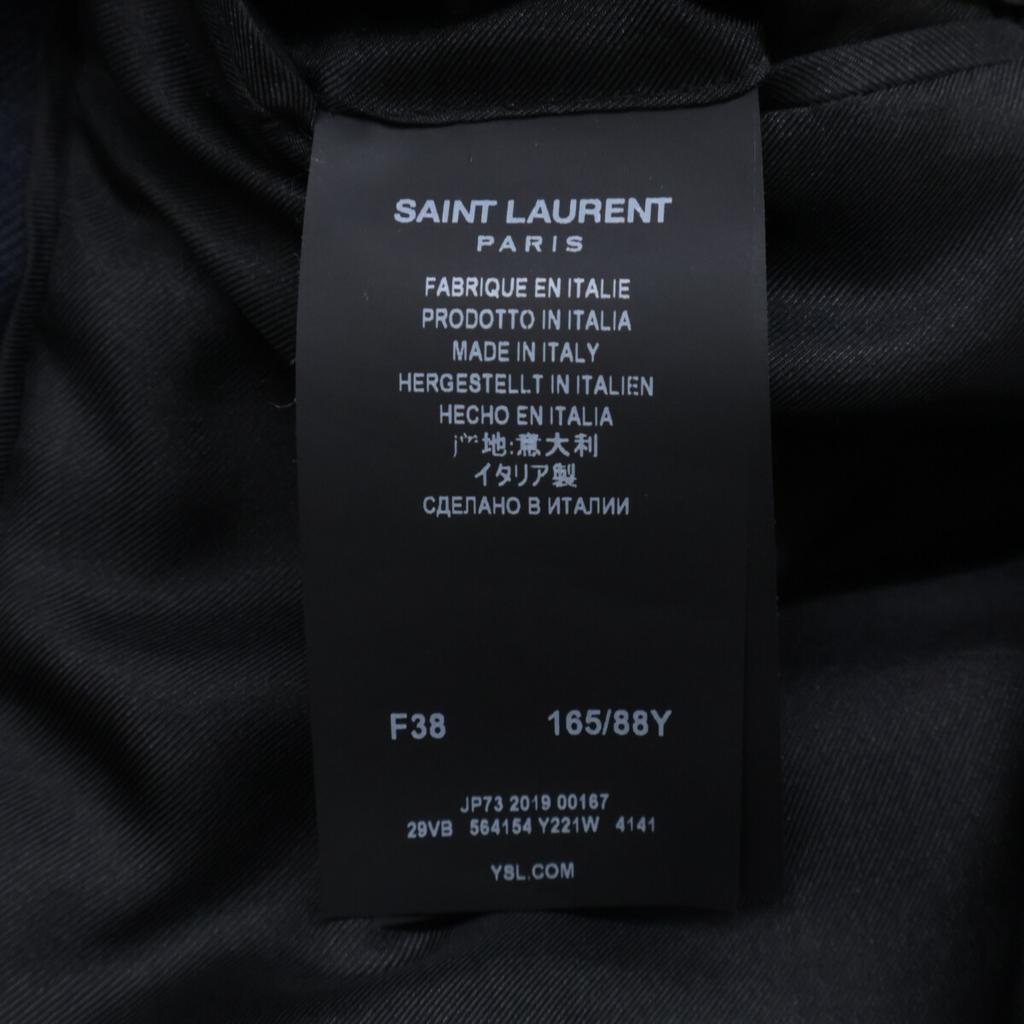 SAINT LAURENT
PARIS
FABRIQUE EN ITALIE
PRODOTTO IN ITALIA
MADE IN ITALY
HERGESTELLT IN ITALIEN
HECHO EN ITALIA
地:意大利
イタリア製
СДЕЛАНО В ИТАЛИИ
F38 165/88Y
JP73 2019 00167
29VB 564154 Y221W 4141
YSL.COM